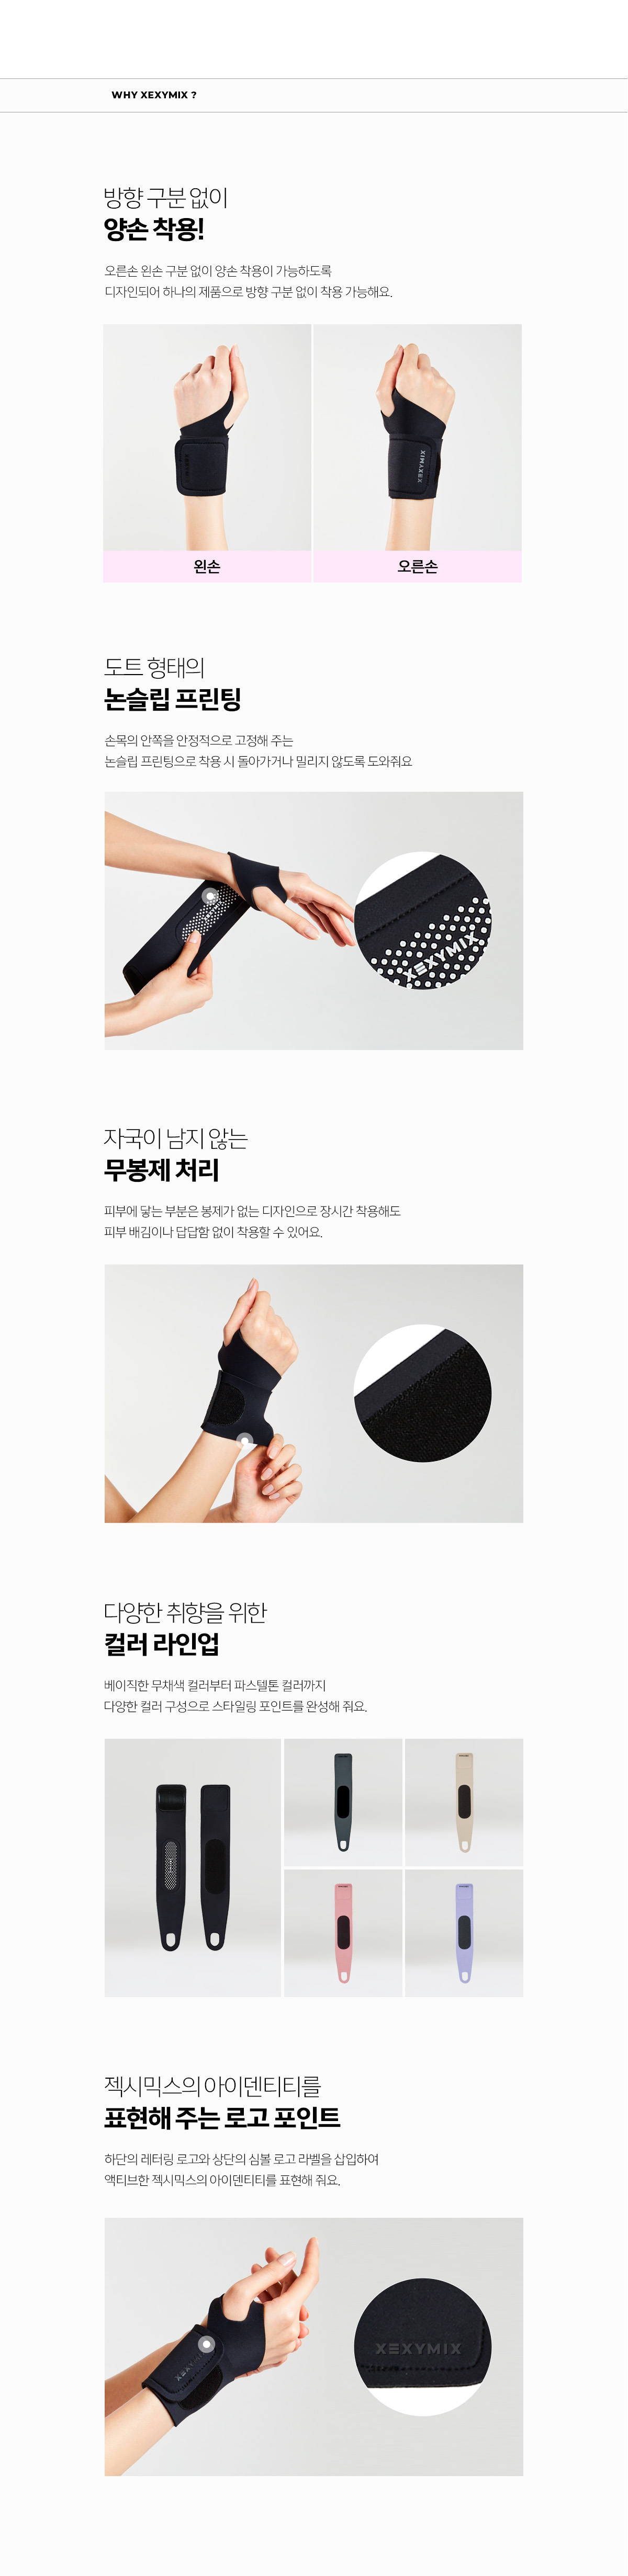 WHY XEXYMIX ?
방향 구분 없이
양손 착용!
오른손 왼손 구분 없이 양손 착용이 가능하도록
디자인되어 하나의 제품으로 방향 구분 없이 착용 가능해요.
XEXYMIX
XEXYMIX
왼손
오른손
도트 형태의
논슬립 프린팅
손목의 안쪽을 안정적으로 고정해 주는
논슬립 프린팅으로 착용 시 돌아가거나 밀리지 않도록 도와줘요
XEXYMIX
자국이 남지 않는
무봉제 처리
피부에 닿는 부분은 봉제가 없는 디자인으로 장시간 착용해도
피부 배김이나 답답함 없이 착용할 수 있어요.
다양한 취향을 위한
컬러 라인업
베이직한 무채색 컬러부터 파스텔톤 컬러까지
다양한 컬러 구성으로 스타일링 포인트를 완성해 줘요.
젝시믹스의 아이덴티티를
표현해 주는 로고 포인트
하단의 레터링 로고와 상단의 심볼 로고 라벨을 삽입하여
액티브한 젝시믹스의 아이덴티티를 표현해 줘요.
XEXYMIX
XEXYMIX